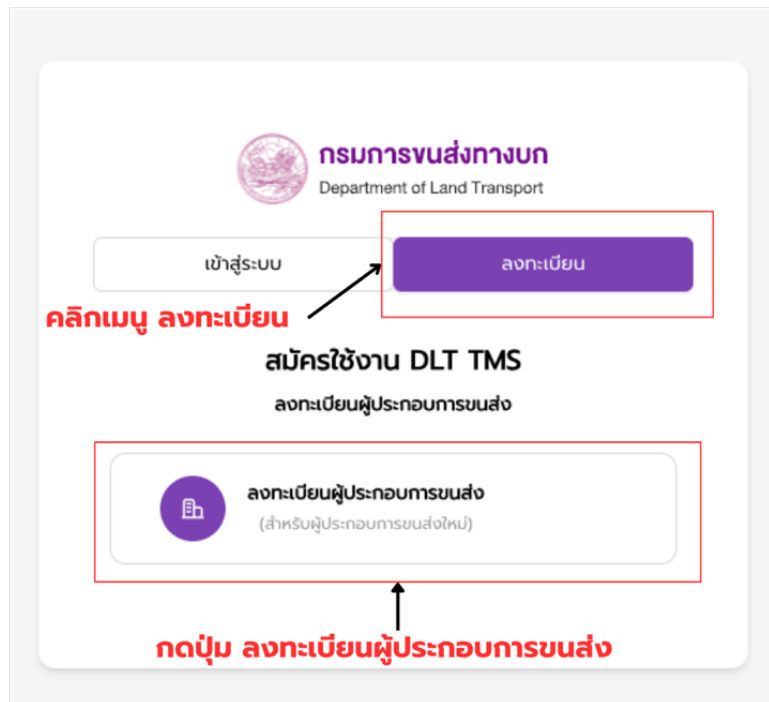 กรมการขนส่งทางบก
Department of Land Transport
เข้าสู่ระบบ
ลงทะเบียน
คลิกเมนู ลงทะเบียน
สมัครใช้งาน DLT TMS
ลงทะเบียนผู้ประกอบการขนส่ง
ลงทะเบียนผู้ประกอบการขนส่ง
(สำหรับผู้ประกอบการขนส่งใหม่)
กดปุ่ม ลงทะเบียนผู้ประกอบการขนส่ง